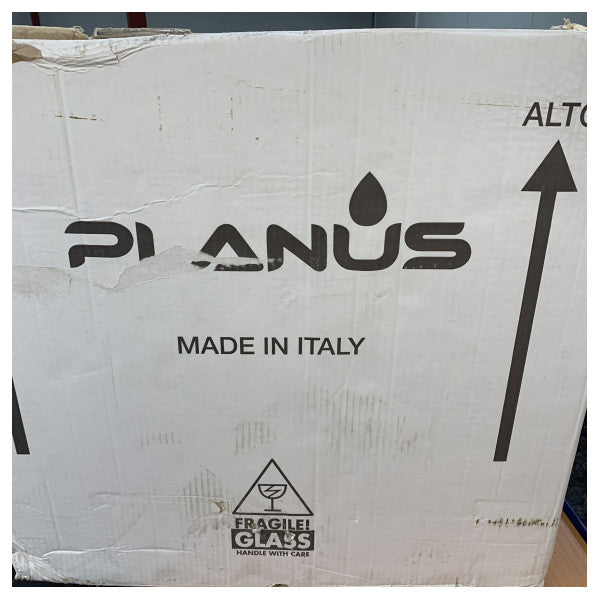 ALTO
PLANUS
MADE IN ITALY
FRAGILE!
GLASS
HANDLE WITH CARE